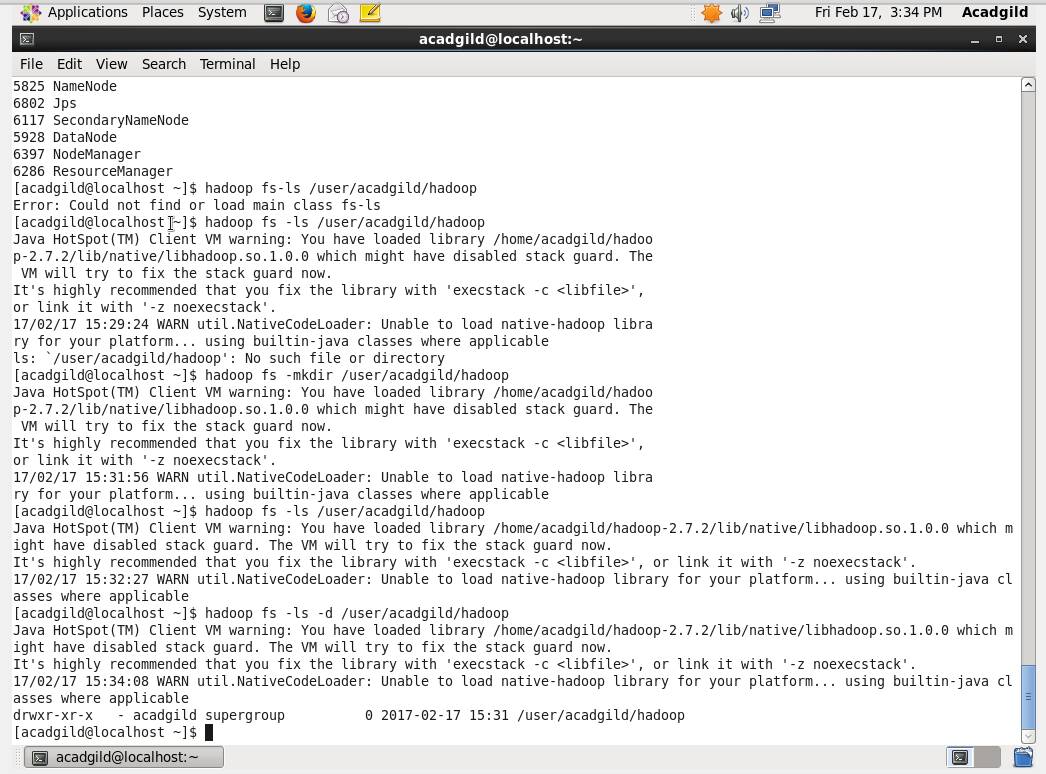 Applications Places System Fri Feb 17, 3:34 PM Acadgild
acadgild@localhost:~
File Edit View Search Terminal Help
5825 NameNode
6802 Jps
6117 SecondaryNameNode
5928 DataNode
6397 NodeManager
6286 ResourceManager
[acadgild@localhost ~]$ hadoop fs-ls /user/acadgild/hadoop
Error: Could not find or load main class fs-ls
[acadgild@localhost ~]$ hadoop fs -ls /user/acadgild/hadoop
Java HotSpot(TM) Client VM warning: You have loaded library /home/acadgild/hadoo
p-2.7.2/lib/native/libhadoop.so.1.0.0 which might have disabled stack guard. The
 VM will try to fix the stack guard now.
It's highly recommended that you fix the library with 'execstack -c <libfile>',
or link it with '-z noexecstack'.
17/02/17 15:29:24 WARN util.NativeCodeLoader: Unable to load native-hadoop libra
ry for your platform... using builtin-java classes where applicable
ls: `/user/acadgild/hadoop': No such file or directory
[acadgild@localhost ~]$ hadoop fs -mkdir /user/acadgild/hadoop
Java HotSpot(TM) Client VM warning: You have loaded library /home/acadgild/hadoo
p-2.7.2/lib/native/libhadoop.so.1.0.0 which might have disabled stack guard. The
 VM will try to fix the stack guard now.
It's highly recommended that you fix the library with 'execstack -c <libfile>',
or link it with '-z noexecstack'.
17/02/17 15:31:56 WARN util.NativeCodeLoader: Unable to load native-hadoop libra
ry for your platform... using builtin-java classes where applicable
[acadgild@localhost ~]$ hadoop fs -ls /user/acadgild/hadoop
Java HotSpot(TM) Client VM warning: You have loaded library /home/acadgild/hadoop-2.7.2/lib/native/libhadoop.so.1.0.0 which m
ight have disabled stack guard. The VM will try to fix the stack guard now.
It's highly recommended that you fix the library with 'execstack -c <libfile>', or link it with '-z noexecstack'.
17/02/17 15:32:27 WARN util.NativeCodeLoader: Unable to load native-hadoop library for your platform... using builtin-java cl
asses where applicable
[acadgild@localhost ~]$ hadoop fs -ls -d /user/acadgild/hadoop
Java HotSpot(TM) Client VM warning: You have loaded library /home/acadgild/hadoop-2.7.2/lib/native/libhadoop.so.1.0.0 which m
ight have disabled stack guard. The VM will try to fix the stack guard now.
It's highly recommended that you fix the library with 'execstack -c <libfile>', or link it with '-z noexecstack'.
17/02/17 15:34:08 WARN util.NativeCodeLoader: Unable to load native-hadoop library for your platform... using builtin-java cl
asses where applicable
drwxr-xr-x   - acadgild supergroup          0 2017-02-17 15:31 /user/acadgild/hadoop
[acadgild@localhost ~]$
acadgild@localhost:~